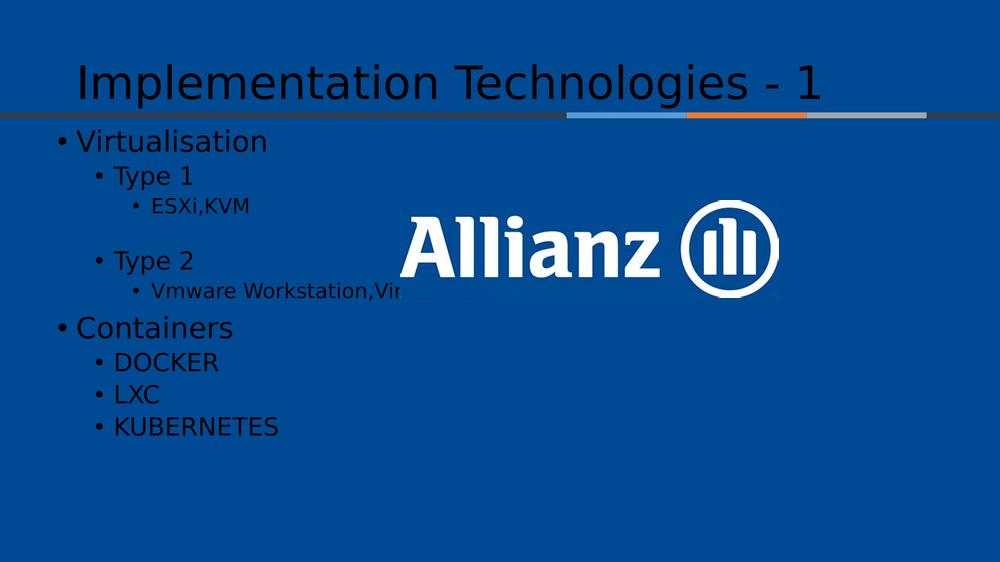 Implementation Technologies - 1
• Virtualisation
• Type 1
• ESXi,KVM
Allianz
• Type 2
• Vmware Workstation,
• Containers
• DOCKER
• LXC
• KUBERNETES